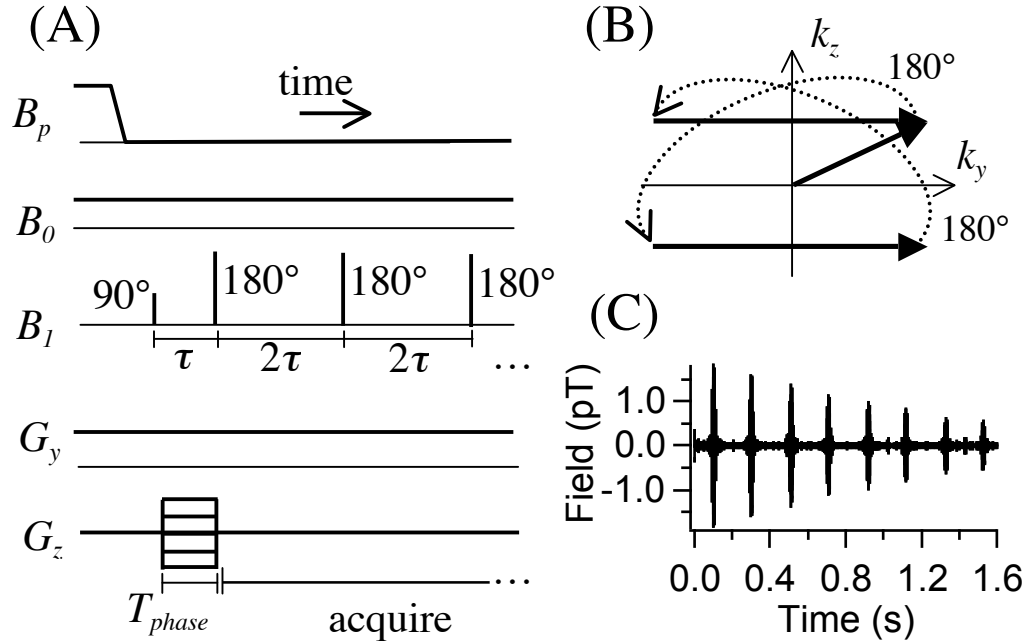 (A)
time
B_p
B_0
90°
180°
180°
180°
B_1
τ
2τ
2τ
...
G_y
G_z
T_phase
acquire
...
(B)
k_z
180°
k_y
180°
(C)
Field (pT)
1.0
0.0
-1.0
0.0 0.4 0.8 1.2 1.6
Time (s)